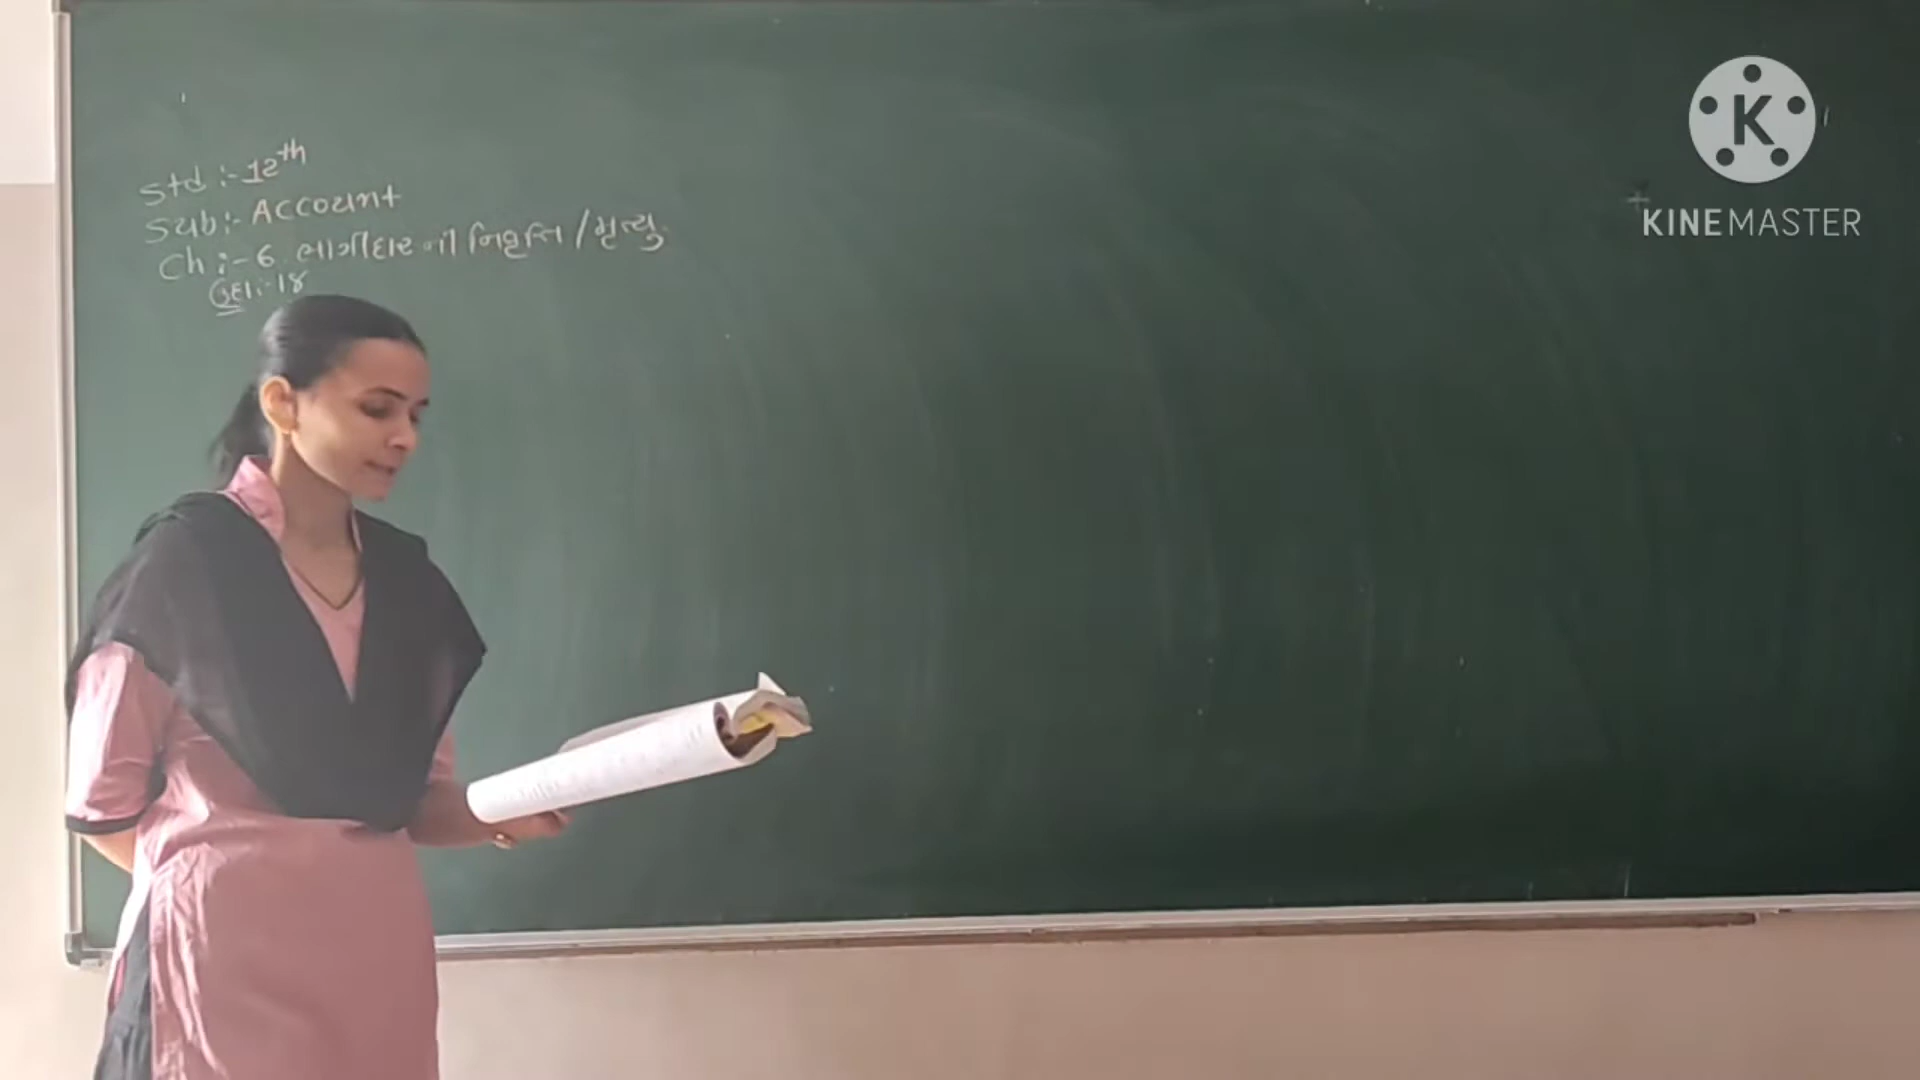 Std :- 12th
Sub :- Account
Ch :- 6 ભાગીદારની નિવૃત્તિ / મૃત્યુ
ઉદા :- 18
K
KINEMASTER